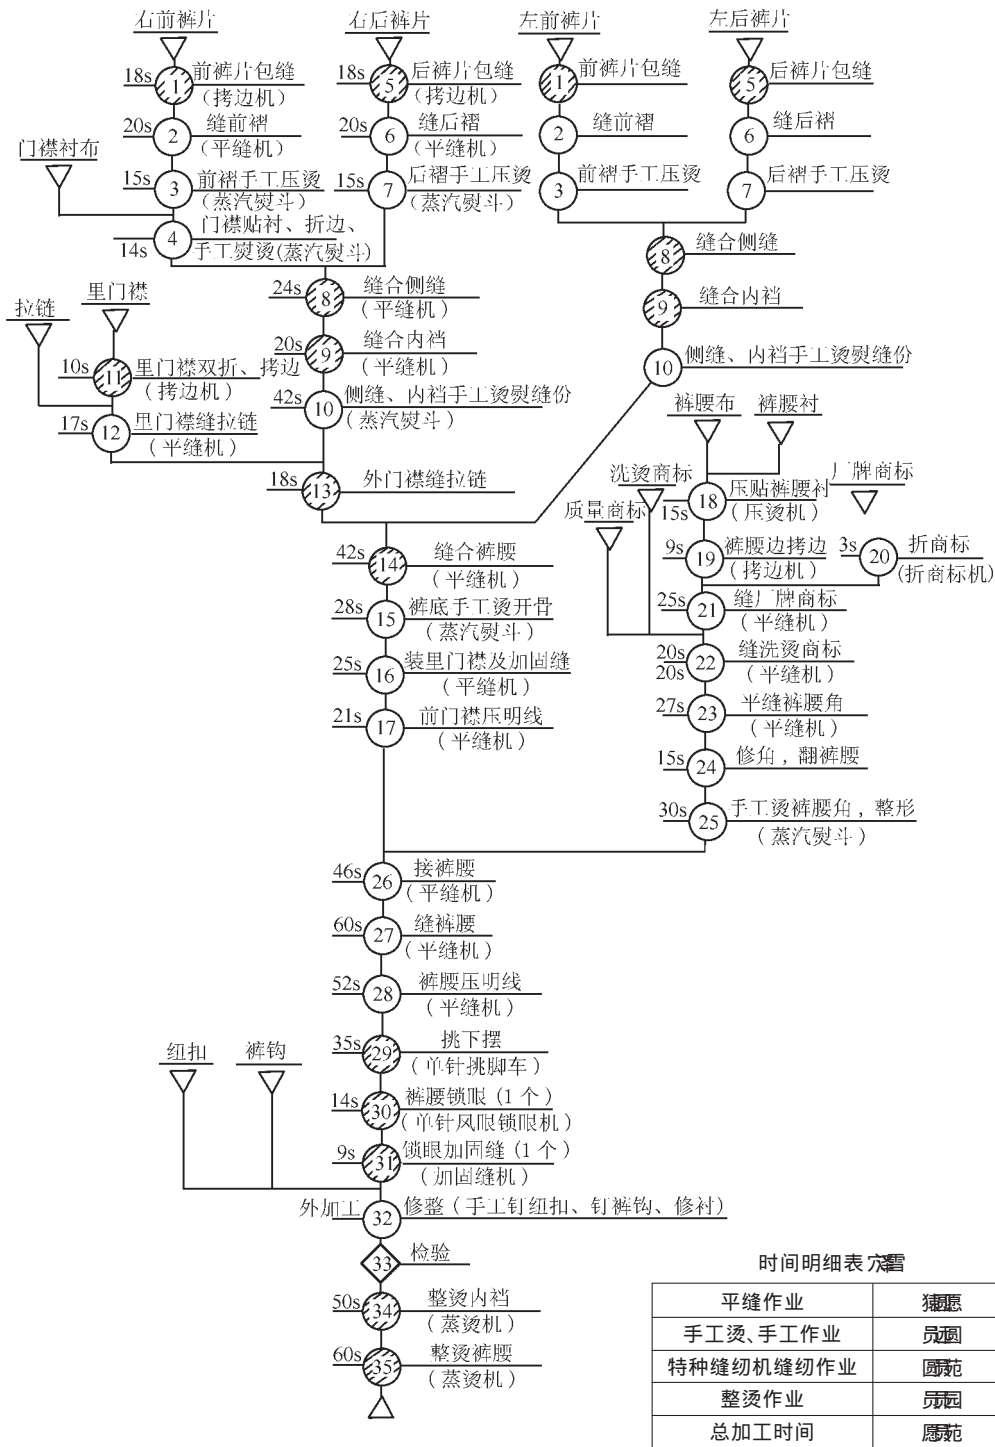 右前裤片
右后裤片
左前裤片
左后裤片
18s 1 前裤片包缝
(拷边机)
18s 5 后裤片包缝
(拷边机)
1 前裤片包缝
5 后裤片包缝
20s 2 缝前褶
(平缝机)
20s 6 缝后褶
(平缝机)
2 缝前褶
6 缝后褶
门襟衬布
15s 3 前褶手工压烫
(蒸汽熨斗)
15s 7 后褶手工压烫
(蒸汽熨斗)
3 前褶手工压烫
7 后褶手工压烫
14s 4 门襟贴衬、折边、
手工熨烫(蒸汽熨斗)
24s 8 缝合侧缝
(平缝机)
8 缝合侧缝
拉链
里门襟
20s 9 缝合内裆
(平缝机)
9 缝合内裆
10s 11 里门襟双折、拷边
(拷边机)
42s 10 侧缝、内裆手工烫熨缝份
(蒸汽熨斗)
10 侧缝、内裆手工烫熨缝份
17s 12 里门襟缝拉链
(平缝机)
18s 13 外门襟缝拉链
裤腰布
裤腰衬
洗烫商标
质量商标
厂牌商标
15s 18 压贴裤腰衬
(压烫机)
42s 14 缝合裤腰
(平缝机)
9s 19 裤腰边拷边
(拷边机)
3s 20 折商标
(折商标机)
28s 15 裤底手工烫开骨
(蒸汽熨斗)
25s 21 缝厂牌商标
(平缝机)
25s 16 装里门襟及加固缝
(平缝机)
20s
20s 22 缝洗烫商标
(平缝机)
21s 17 前门襟压明线
(平缝机)
27s 23 平缝裤腰角
(平缝机)
15s 24 修角，翻裤腰
30s 25 手工烫裤腰角，整形
(蒸汽熨斗)
46s 26 接裤腰
(平缝机)
60s 27 缝裤腰
(平缝机)
52s 28 裤腰压明线
(平缝机)
纽扣
裤钩
35s 29 挑下摆
(单针挑脚车)
14s 30 裤腰锁眼(1个)
(单针凤眼锁眼机)
9s 31 锁眼加固缝(1个)
(加固缝机)
外加工 32 修整(手工钉纽扣、钉裤钩、修衬)
33 检验
50s 34 整烫内裆
(蒸烫机)
60s 35 整烫裤腰
(蒸烫机)
时间明细表
平缝作业
手工烫、手工作业
特种缝纫机缝纫作业
整烫作业
总加工时间